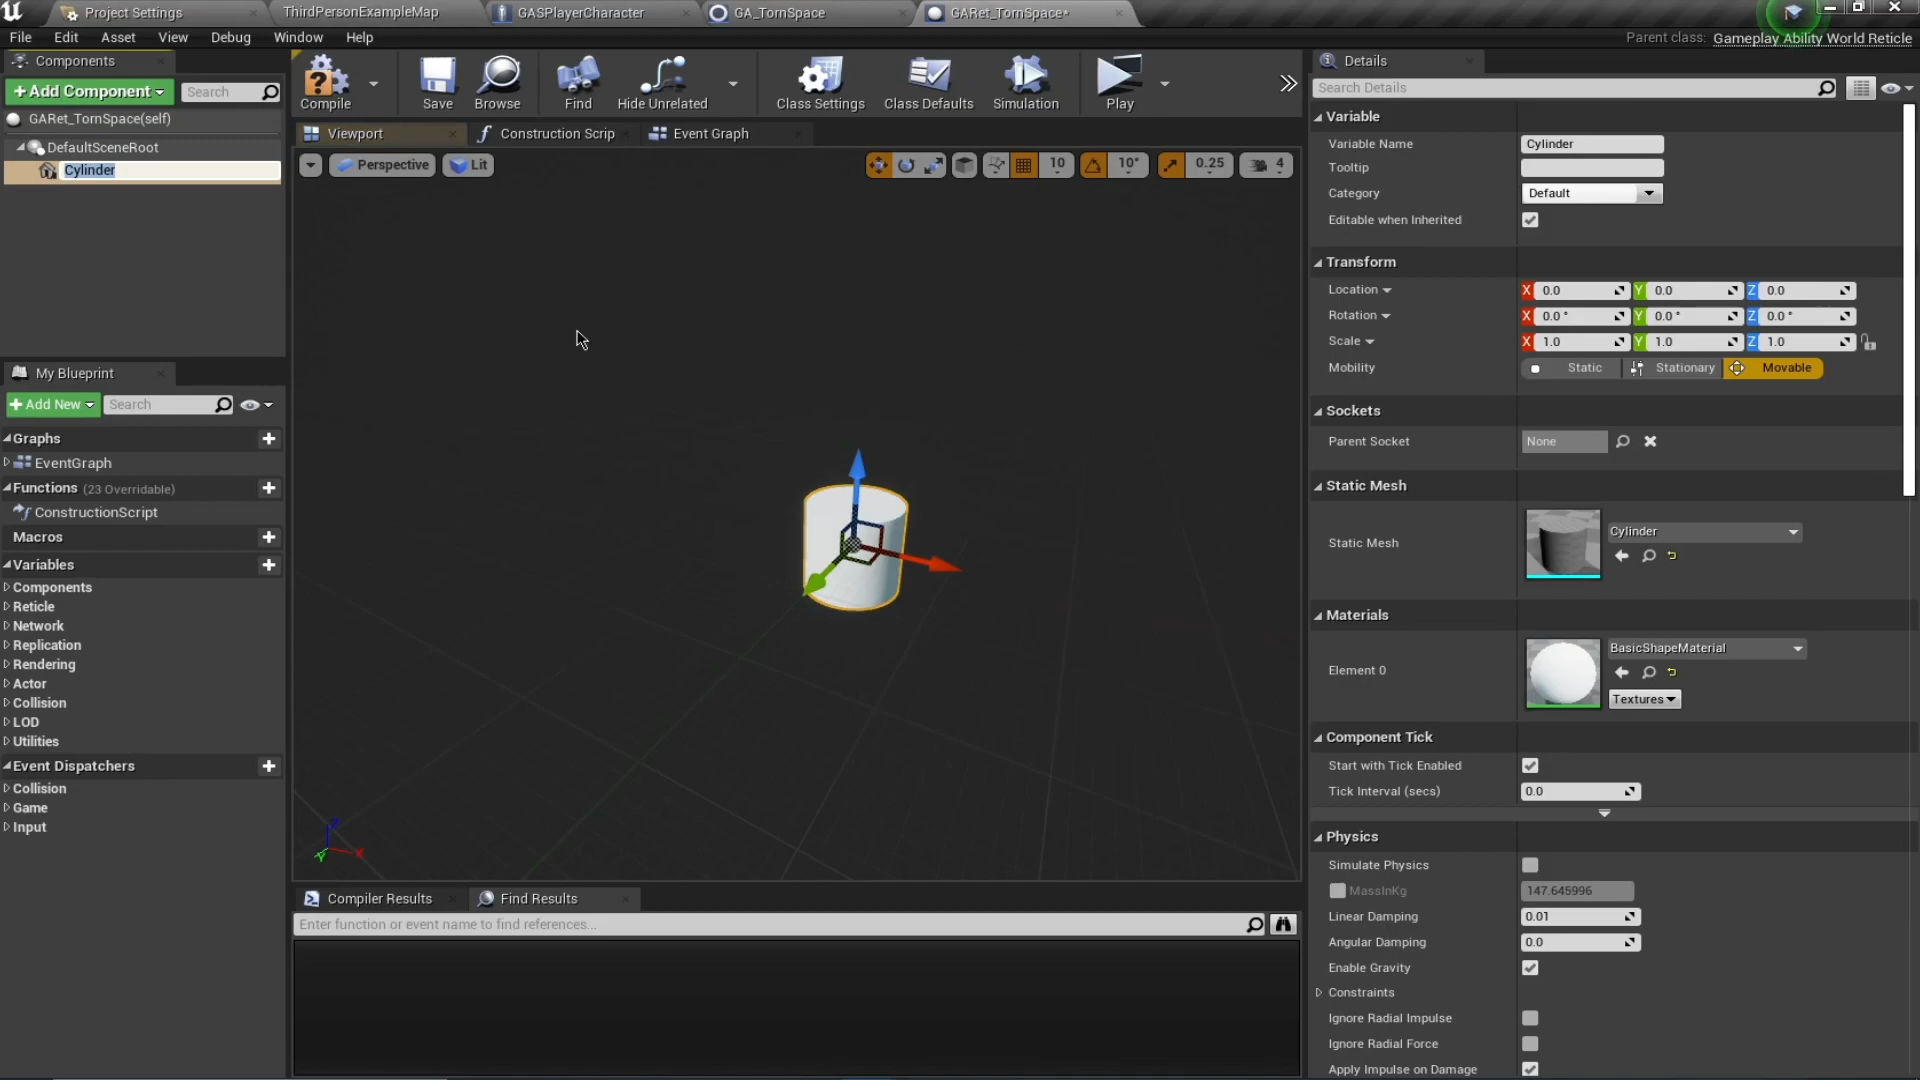 Project Settings
ThirdPersonExampleMap
GASPlayerCharacter
GA_TornSpace
GARet_TornSpace*
File Edit Asset View Debug Window Help
Parent class: Gameplay Ability World Reticle
Components
+ Add Component
Search
GARet_TornSpace(self)
DefaultSceneRoot
Cylinder
Compile
Save
Browse
Find
Hide Unrelated
Class Settings
Class Defaults
Simulation
Play
Viewport
Construction Scrip
Event Graph
Perspective
Lit
10
10°
0.25
4
X
Y
Z
My Blueprint
+ Add New
Search
Graphs
EventGraph
Functions (23 Overridable)
ConstructionScript
Macros
Variables
Components
Reticle
Network
Replication
Rendering
Actor
Collision
LOD
Utilities
Event Dispatchers
Collision
Game
Input
Compiler Results
Find Results
Enter function or event name to find references...
Details
Search Details
Variable
Variable Name Cylinder
Tooltip
Category Default
Editable when Inherited
Transform
Location X 0.0 Y 0.0 Z 0.0
Rotation X 0.0 ° Y 0.0 ° Z 0.0 °
Scale X 1.0 Y 1.0 Z 1.0
Mobility Static Stationary Movable
Sockets
Parent Socket None
Static Mesh
Static Mesh Cylinder
Materials
Element 0 BasicShapeMaterial
Textures
Component Tick
Start with Tick Enabled
Tick Interval (secs) 0.0
Physics
Simulate Physics
MassInKg 147.645996
Linear Damping 0.01
Angular Damping 0.0
Enable Gravity
Constraints
Ignore Radial Impulse
Ignore Radial Force
Apply Impulse on Damage